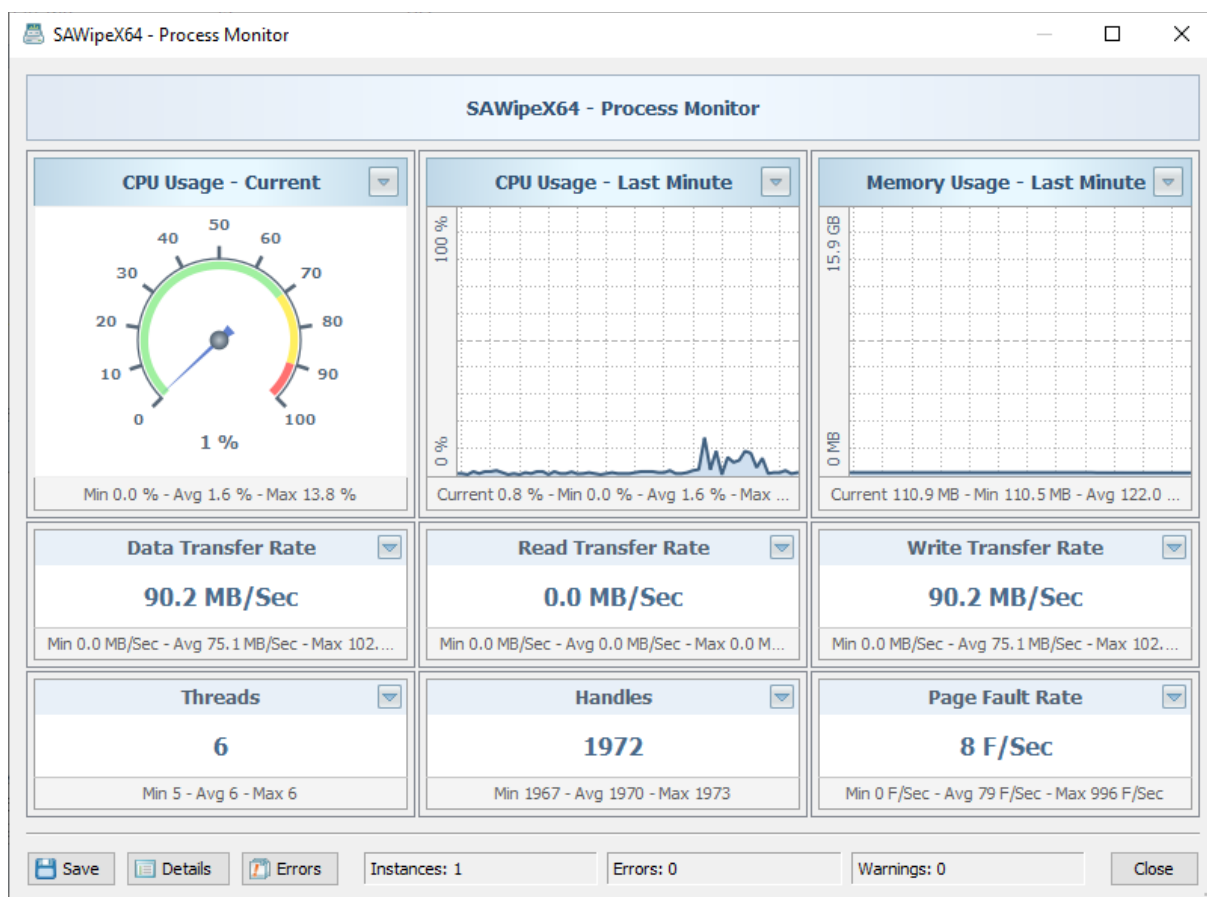 SAWipeX64 - Process Monitor
SAWipeX64 - Process Monitor
CPU Usage - Current
0
10
20
30
40
50
60
70
80
90
100
1 %
Min 0.0 % - Avg 1.6 % - Max 13.8 %
CPU Usage - Last Minute
100 %
0 %
Current 0.8 % - Min 0.0 % - Avg 1.6 % - Max ...
Memory Usage - Last Minute
15.9 GB
0 MB
Current 110.9 MB - Min 110.5 MB - Avg 122.0 ...
Data Transfer Rate
90.2 MB/Sec
Min 0.0 MB/Sec - Avg 75.1 MB/Sec - Max 102....
Read Transfer Rate
0.0 MB/Sec
Min 0.0 MB/Sec - Avg 0.0 MB/Sec - Max 0.0 M...
Write Transfer Rate
90.2 MB/Sec
Min 0.0 MB/Sec - Avg 75.1 MB/Sec - Max 102....
Threads
6
Min 5 - Avg 6 - Max 6
Handles
1972
Min 1967 - Avg 1970 - Max 1973
Page Fault Rate
8 F/Sec
Min 0 F/Sec - Avg 79 F/Sec - Max 996 F/Sec
Save
Details
Errors
Instances: 1
Errors: 0
Warnings: 0
Close